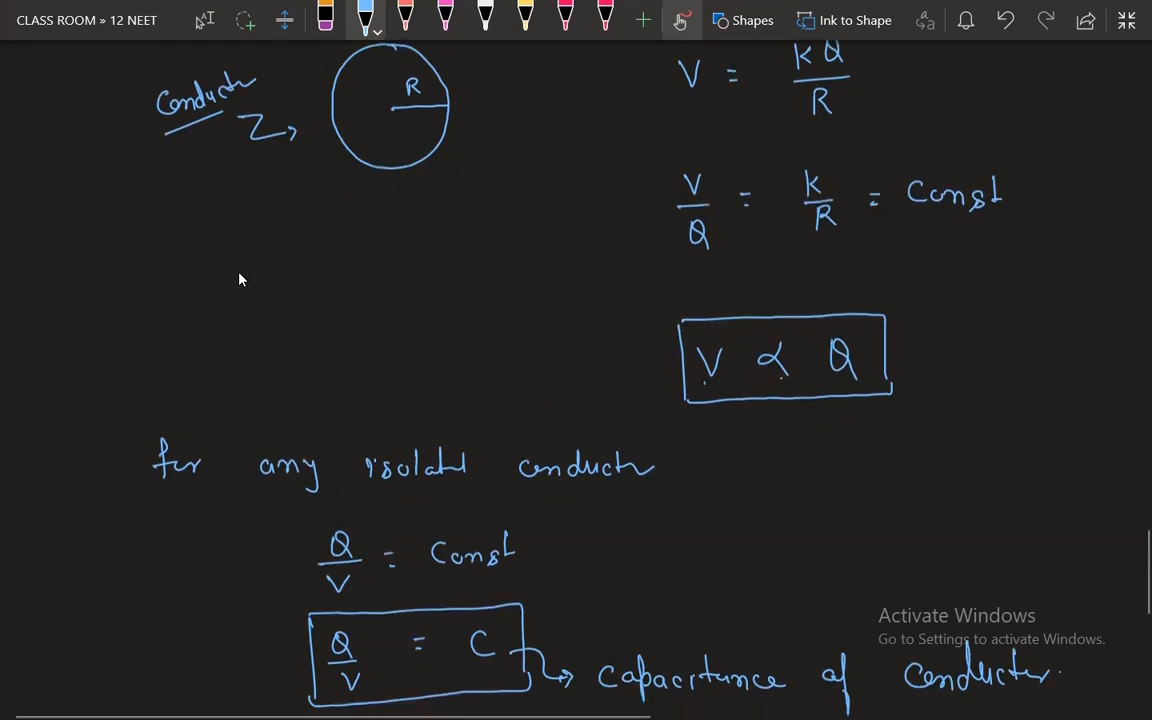 CLASS ROOM » 12 NEET
Shapes
Ink to Shape
Conductor
R
V = KQ
R
V
Q = K
R = Const
V ∝ Q
for any isolated conductor
Q
V = Const
Q
V = C
capacitance of conductor
Activate Windows
Go to Settings to activate Windows.